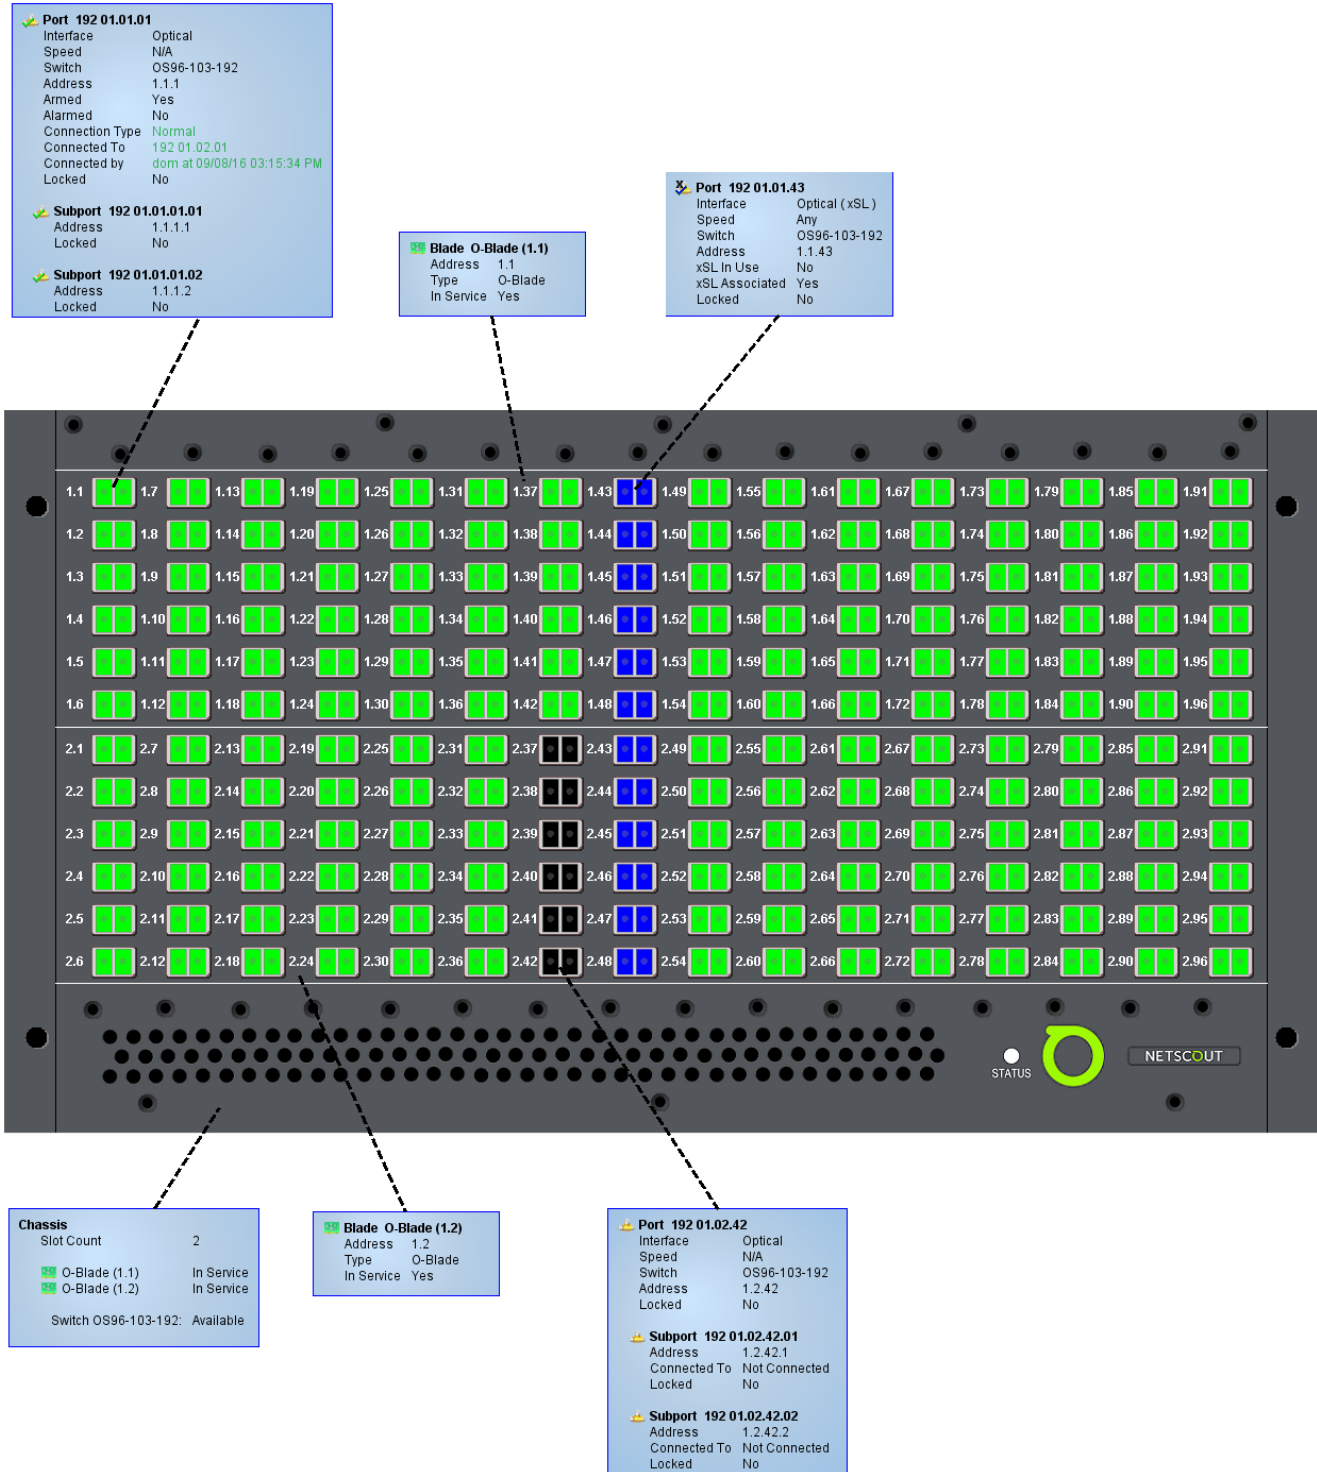 Port 192 01.01.01
Interface Optical
Speed N/A
Switch OS96-103-192
Address 1.1.1
Armed Yes
Alarmed No
Connection Type Normal
Connected To 192 01.02.01
Connected by dom at 09/08/16 03:15:34 PM
Locked No
Subport 192 01.01.01.01
Address 1.1.1.1
Locked No
Subport 192 01.01.01.02
Address 1.1.1.2
Locked No
Blade O-Blade (1.1)
Address 1.1
Type O-Blade
In Service Yes
Port 192 01.01.43
Interface Optical ( xSL )
Speed Any
Switch OS96-103-192
Address 1.1.43
xSL In Use No
xSL Associated Yes
Locked No
1.1 1.7 1.13 1.19 1.25 1.31 1.37 1.43 1.49 1.55 1.61 1.67 1.73 1.79 1.85 1.91
1.2 1.8 1.14 1.20 1.26 1.32 1.38 1.44 1.50 1.56 1.62 1.68 1.74 1.80 1.86 1.92
1.3 1.9 1.15 1.21 1.27 1.33 1.39 1.45 1.51 1.57 1.63 1.69 1.75 1.81 1.87 1.93
1.4 1.10 1.16 1.22 1.28 1.34 1.40 1.46 1.52 1.58 1.64 1.70 1.76 1.82 1.88 1.94
1.5 1.11 1.17 1.23 1.29 1.35 1.41 1.47 1.53 1.59 1.65 1.71 1.77 1.83 1.89 1.95
1.6 1.12 1.18 1.24 1.30 1.36 1.42 1.48 1.54 1.60 1.66 1.72 1.78 1.84 1.90 1.96
2.1 2.7 2.13 2.19 2.25 2.31 2.37 2.43 2.49 2.55 2.61 2.67 2.73 2.79 2.85 2.91
2.2 2.8 2.14 2.20 2.26 2.32 2.38 2.44 2.50 2.56 2.62 2.68 2.74 2.80 2.86 2.92
2.3 2.9 2.15 2.21 2.27 2.33 2.39 2.45 2.51 2.57 2.63 2.69 2.75 2.81 2.87 2.93
2.4 2.10 2.16 2.22 2.28 2.34 2.40 2.46 2.52 2.58 2.64 2.70 2.76 2.82 2.88 2.94
2.5 2.11 2.17 2.23 2.29 2.35 2.41 2.47 2.53 2.59 2.65 2.71 2.77 2.83 2.89 2.95
2.6 2.12 2.18 2.24 2.30 2.36 2.42 2.48 2.54 2.60 2.66 2.72 2.78 2.84 2.90 2.96
STATUS
NETSCOUT
Chassis
Slot Count 2
O-Blade (1.1) In Service
O-Blade (1.2) In Service
Switch OS96-103-192: Available
Blade O-Blade (1.2)
Address 1.2
Type O-Blade
In Service Yes
Port 192 01.02.42
Interface Optical
Speed N/A
Switch OS96-103-192
Address 1.2.42
Locked No
Subport 192 01.02.42.01
Address 1.2.42.1
Connected To Not Connected
Locked No
Subport 192 01.02.42.02
Address 1.2.42.2
Connected To Not Connected
Locked No